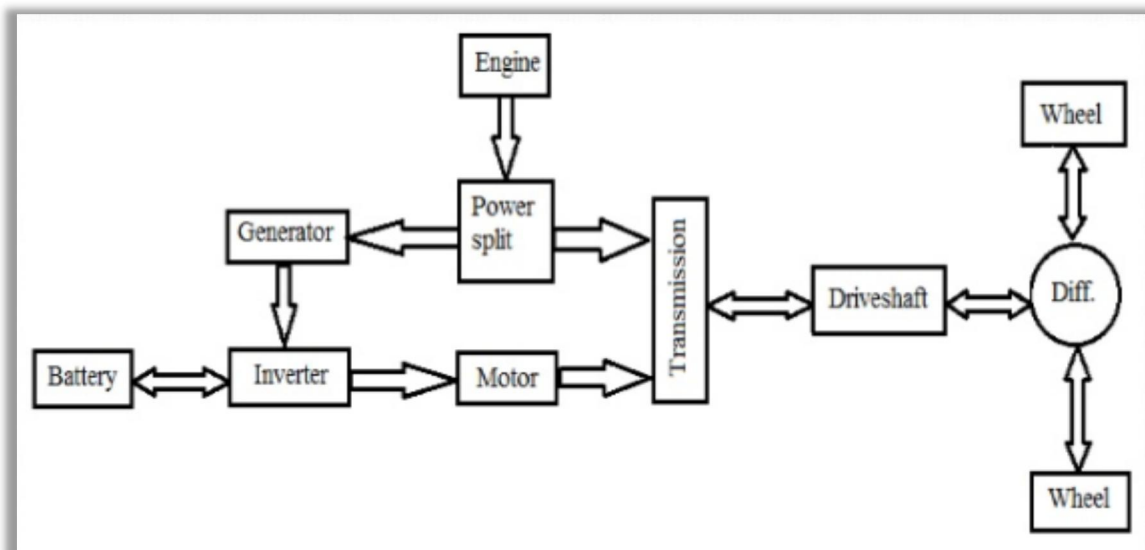 Engine
Wheel
Power
split
Generator
Transmission
Driveshaft
Diff.
Battery
Inverter
Motor
Wheel